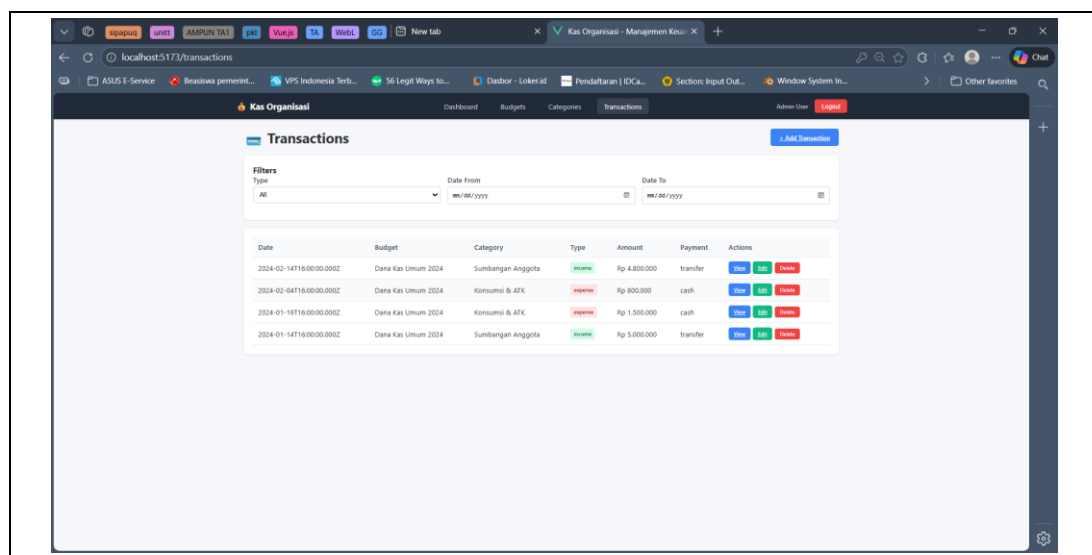 sipapuq unitt AMPUN TA1 pkl Vue.js TA WebL GG New tab Kas Organisasi - Manajemen Keua
localhost:5173/transactions Chat
ASUS E-Service Beasiswa pemerint... VPS Indonesia Terb... 56 Legit Ways to... Dasbor - Loker.id Pendaftaran | IDCa... Section: Input Out... Window System In... Other favorites
Kas Organisasi Dashboard Budgets Categories Transactions Admin User Logout
Transactions + Add Transaction
Filters
Type Date From Date To
All mm/dd/yyyy mm/dd/yyyy
Date Budget Category Type Amount Payment Actions
2024-02-14T16:00:00.000Z Dana Kas Umum 2024 Sumbangan Anggota income Rp 4.800.000 transfer View Edit Delete
2024-02-04T16:00:00.000Z Dana Kas Umum 2024 Konsumsi & ATK expense Rp 800.000 cash View Edit Delete
2024-01-19T16:00:00.000Z Dana Kas Umum 2024 Konsumsi & ATK expense Rp 1.500.000 cash View Edit Delete
2024-01-14T16:00:00.000Z Dana Kas Umum 2024 Sumbangan Anggota income Rp 5.000.000 transfer View Edit Delete